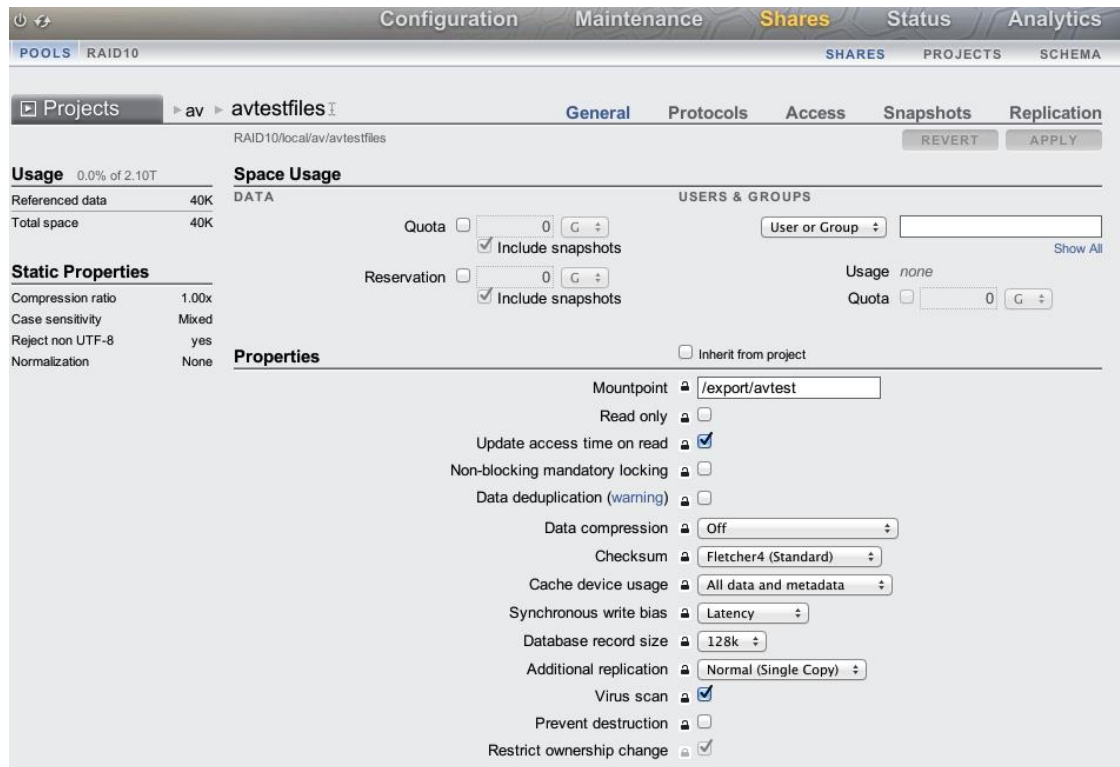 Configuration Maintenance Shares Status Analytics
POOLS RAID10 SHARES PROJECTS SCHEMA
Projects av avtestfiles General Protocols Access Snapshots Replication
RAID10/local/av/avtestfiles REVERT APPLY
Usage 0.0% of 2.10T Space Usage
Referenced data 40K DATA USERS & GROUPS
Total space 40K Quota 0 G User or Group
Include snapshots Show All
Static Properties Reservation 0 G Usage none
Compression ratio 1.00x Include snapshots Quota 0 G
Case sensitivity Mixed
Reject non UTF-8 yes
Normalization None Properties Inherit from project
Mountpoint /export/avtest
Read only
Update access time on read
Non-blocking mandatory locking
Data deduplication (warning)
Data compression Off
Checksum Fletcher4 (Standard)
Cache device usage All data and metadata
Synchronous write bias Latency
Database record size 128k
Additional replication Normal (Single Copy)
Virus scan
Prevent destruction
Restrict ownership change